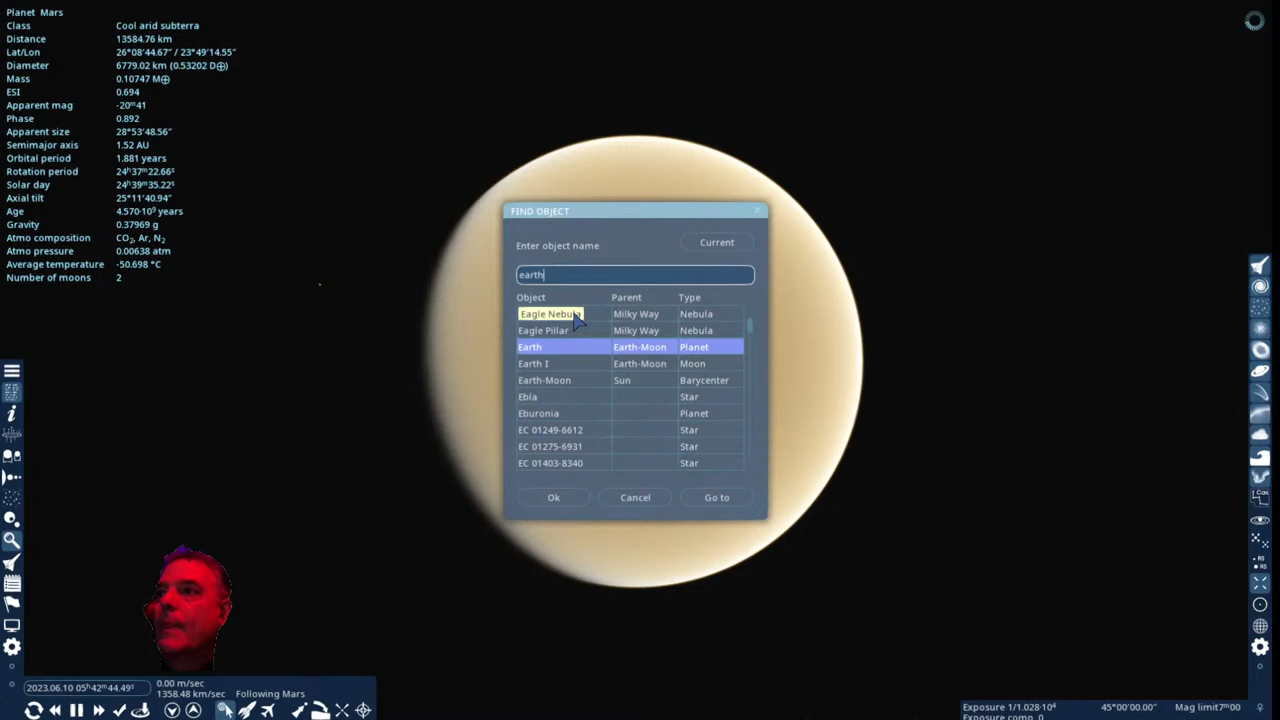 Planet Mars
Class Cool arid subterra
Distance 13584.76 km
Lat/Lon 26°08′44.67″ / 23°49′14.55″
Diameter 6779.02 km (0.53202 D⊕)
Mass 0.10747 M⊕
ESI 0.694
Apparent mag -20ᵐ41
Phase 0.892
Apparent size 28°53′48.56″
Semimajor axis 1.52 AU
Orbital period 1.881 years
Rotation period 24ʰ37ᵐ22.66ˢ
Solar day 24ʰ39ᵐ35.22ˢ
Axial tilt 25°11′40.94″
Age 4.570·10⁹ years
Gravity 0.37969 g
Atmo composition CO₂, Ar, N₂
Atmo pressure 0.00638 atm
Average temperature -50.698 °C
Number of moons 2
FIND OBJECT
Enter object name Current
earth
Object Parent Type
Eagle Nebula Milky Way Nebula
Eagle Pillar Milky Way Nebula
Earth Earth-Moon Planet
Earth I Earth-Moon Moon
Earth-Moon Sun Barycenter
Ebla Star
Eburonia Planet
EC 01249-6612 Star
EC 01275-6931 Star
EC 01403-8340 Star
Ok Cancel Go to
RS
RS
2023.06.10 05ʰ42ᵐ44.49ˢ
0.00 m/sec
1358.48 km/sec Following Mars
Exposure 1/1.028·10⁴ 45°00′00.00″ Mag limit7ᵐ00
Exposure comp. 0